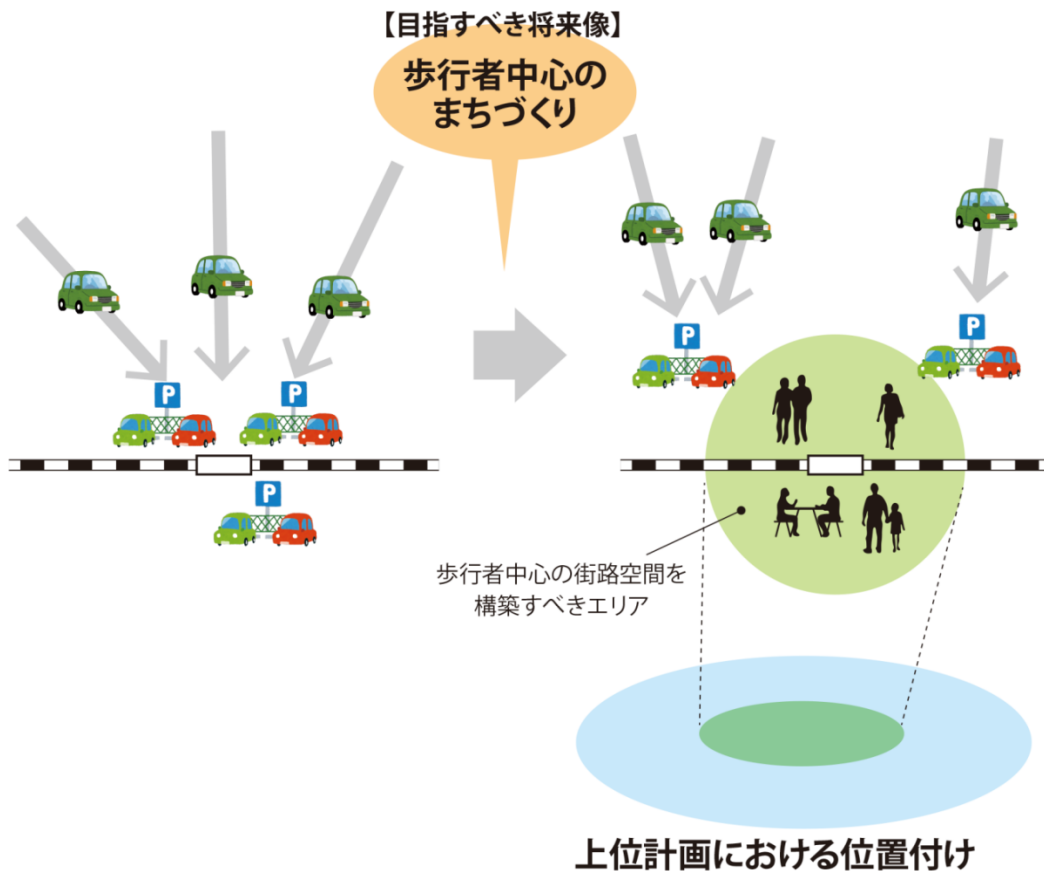 【目指すべき将来像】
歩行者中心の
まちづくり
P
P
P
P
P
歩行者中心の街路空間を
構築すべきエリア
上位計画における位置付け